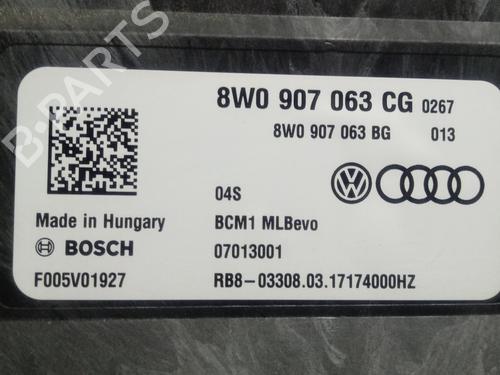 8W0 907 063 CG 0267
8W0 907 063 BG 013
04S
Made in Hungary BCM1 MLBevo
BOSCH 07013001
F005V01927 RB8-03308.03.17174000HZ
B-PARTS